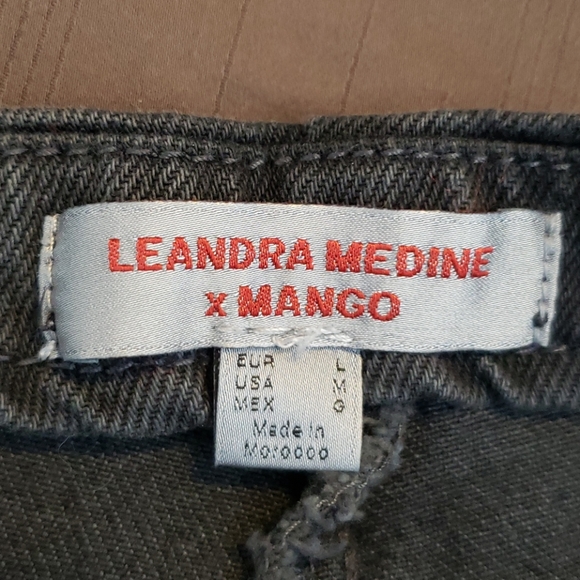 LEANDRA MEDINE
x MANGO
EUR L
USA M
MEX G
Made in
Morocco